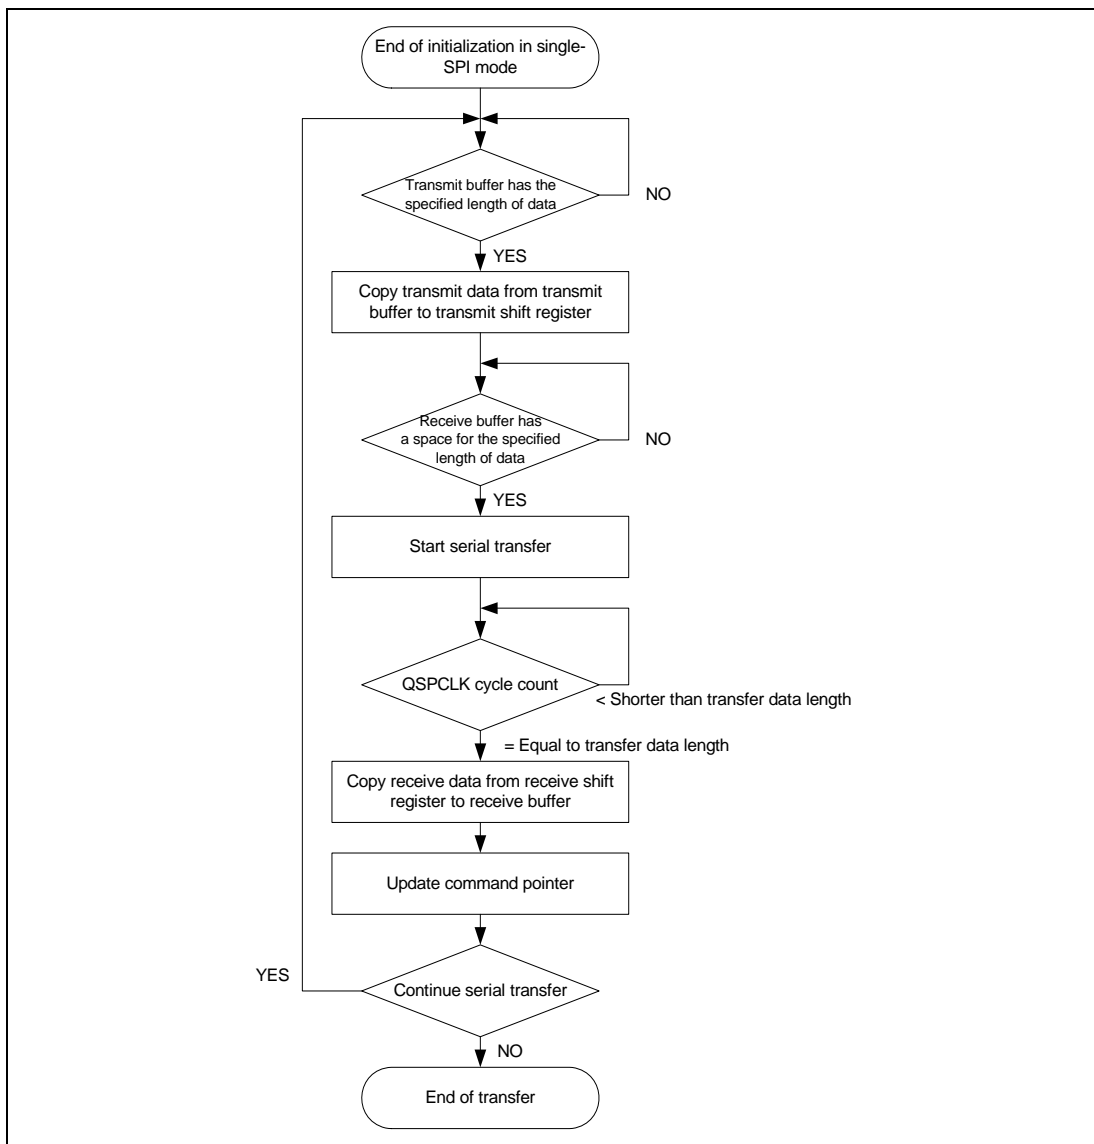 End of initialization in single-
SPI mode
Transmit buffer has the
specified length of data
NO
YES
Copy transmit data from transmit
buffer to transmit shift register
Receive buffer has
a space for the specified
length of data
NO
YES
Start serial transfer
QSPCLK cycle count
< Shorter than transfer data length
= Equal to transfer data length
Copy receive data from receive shift
register to receive buffer
Update command pointer
YES
Continue serial transfer
NO
End of transfer